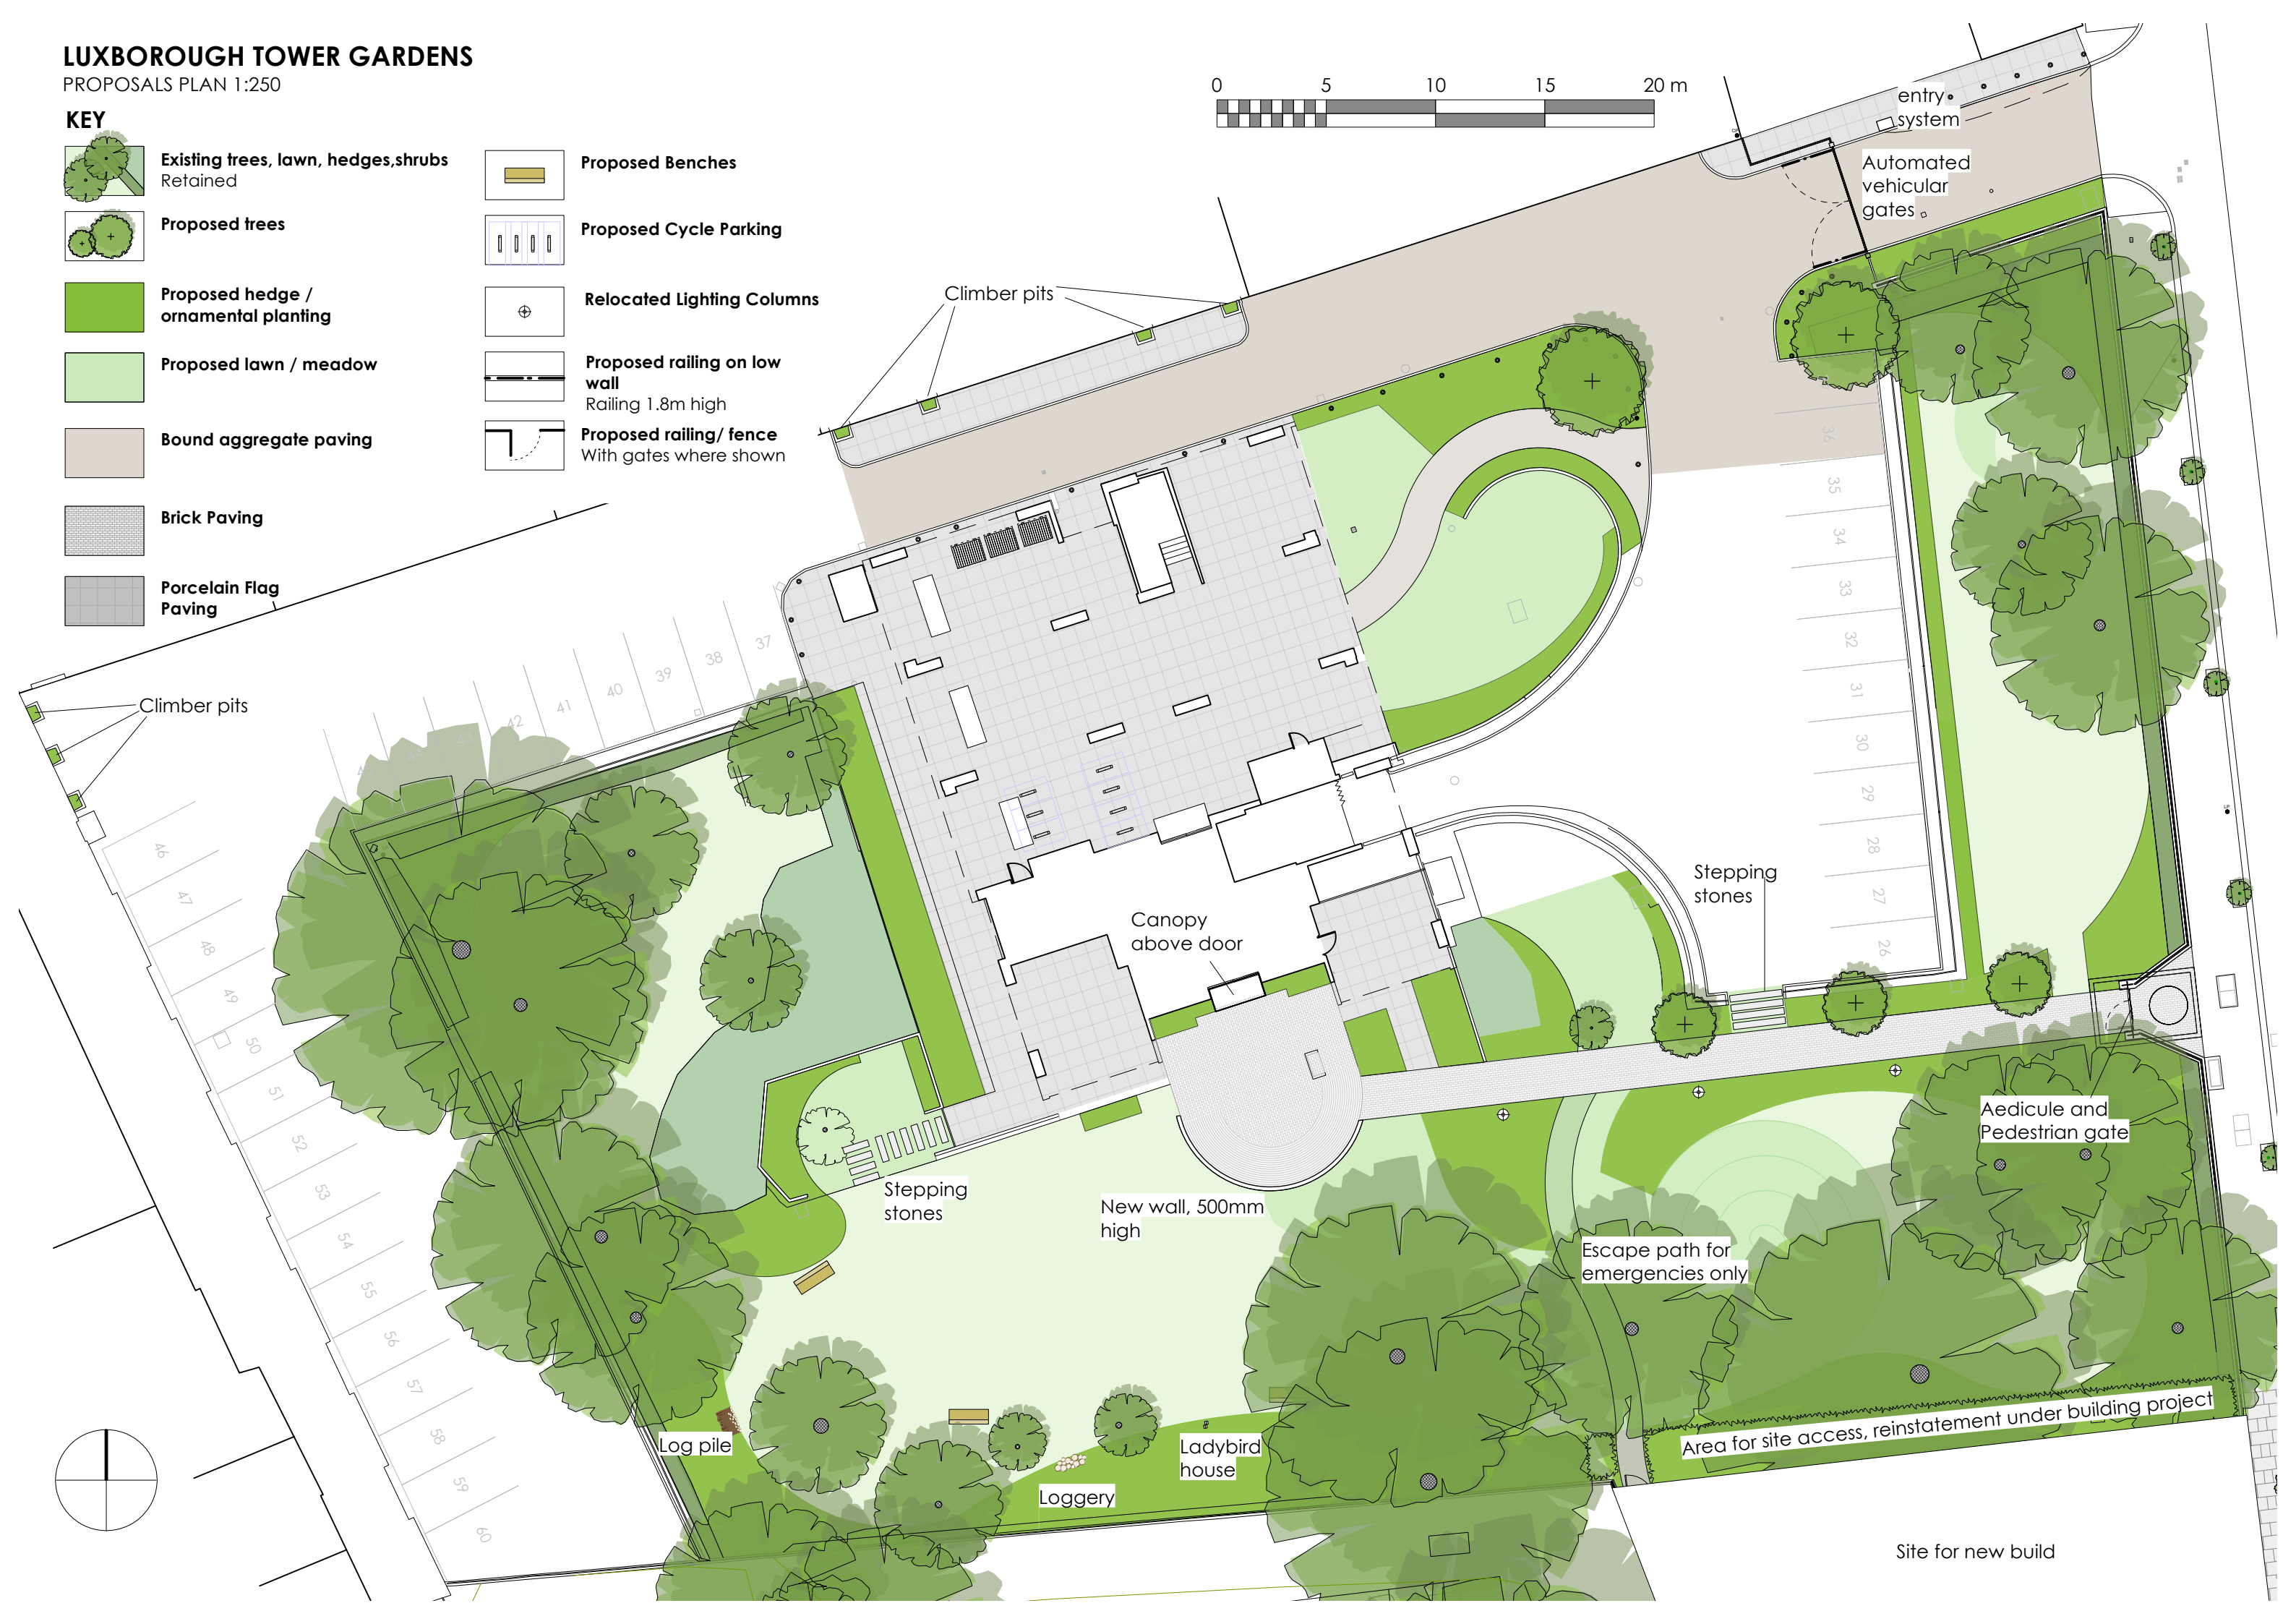 LUXBOROUGH TOWER GARDENS
PROPOSALS PLAN 1:250
KEY
Existing trees, lawn, hedges,shrubs
Retained
Proposed trees
Proposed hedge /
ornamental planting
Proposed lawn / meadow
Bound aggregate paving
Brick Paving
Porcelain Flag
Paving
Proposed Benches
Proposed Cycle Parking
Relocated Lighting Columns
Proposed railing on low
wall
Railing 1.8m high
Proposed railing/ fence
With gates where shown
0 5 10 15 20 m
entry
system
Automated
vehicular
gates
Climber pits
36
35
34
33
32
31
30
29
28
27
26
37
38
39
40
41
42
43
Climber pits
46
47
48
49
50
51
52
53
54
55
56
57
58
59
60
Stepping
stones
Canopy
above door
Aedicule and
Pedestrian gate
Stepping
stones
New wall, 500mm
high
Escape path for
emergencies only
Log pile
Loggery
Ladybird
house
Area for site access, reinstatement under building project
Site for new build